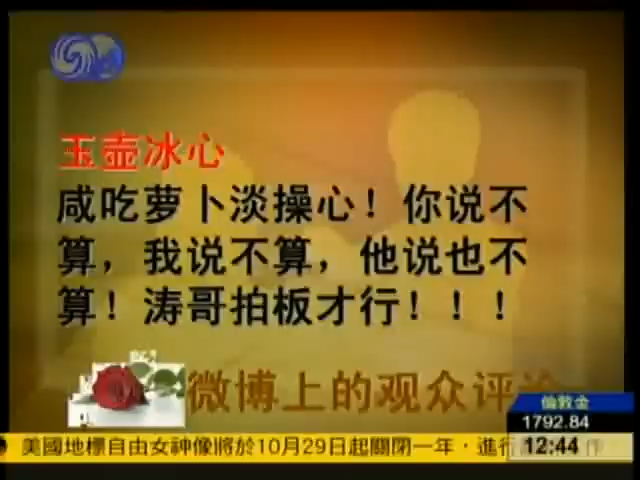 玉壶冰心
咸吃萝卜淡操心！你说不
算，我说不算，他说也不
算！涛哥拍板才行！！！
微博上的观众评论
倫敦金
1792.84
美國地標自由女神像將於10月29日起關閉一年，進行
12:44
作